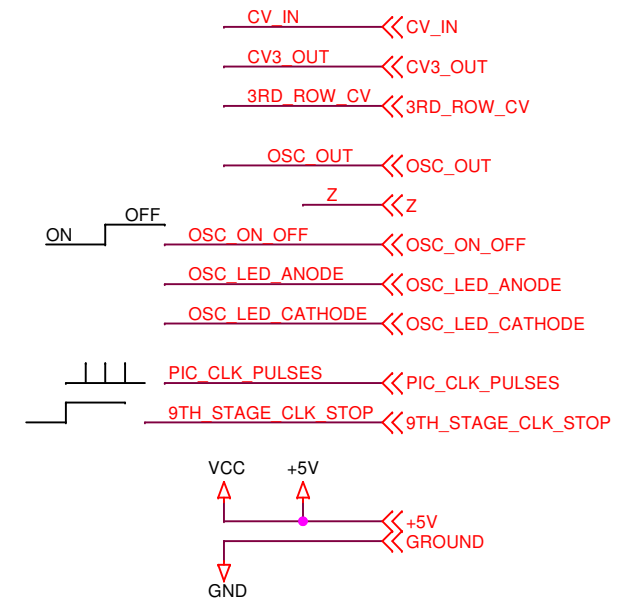 CV_IN CV_IN
CV3_OUT CV3_OUT
3RD_ROW_CV 3RD_ROW_CV
OSC_OUT OSC_OUT
Z Z
OFF
ON OSC_ON_OFF OSC_ON_OFF
OSC_LED_ANODE OSC_LED_ANODE
OSC_LED_CATHODE OSC_LED_CATHODE
PIC_CLK_PULSES PIC_CLK_PULSES
9TH_STAGE_CLK_STOP 9TH_STAGE_CLK_STOP
VCC +5V
+5V
GROUND
GND